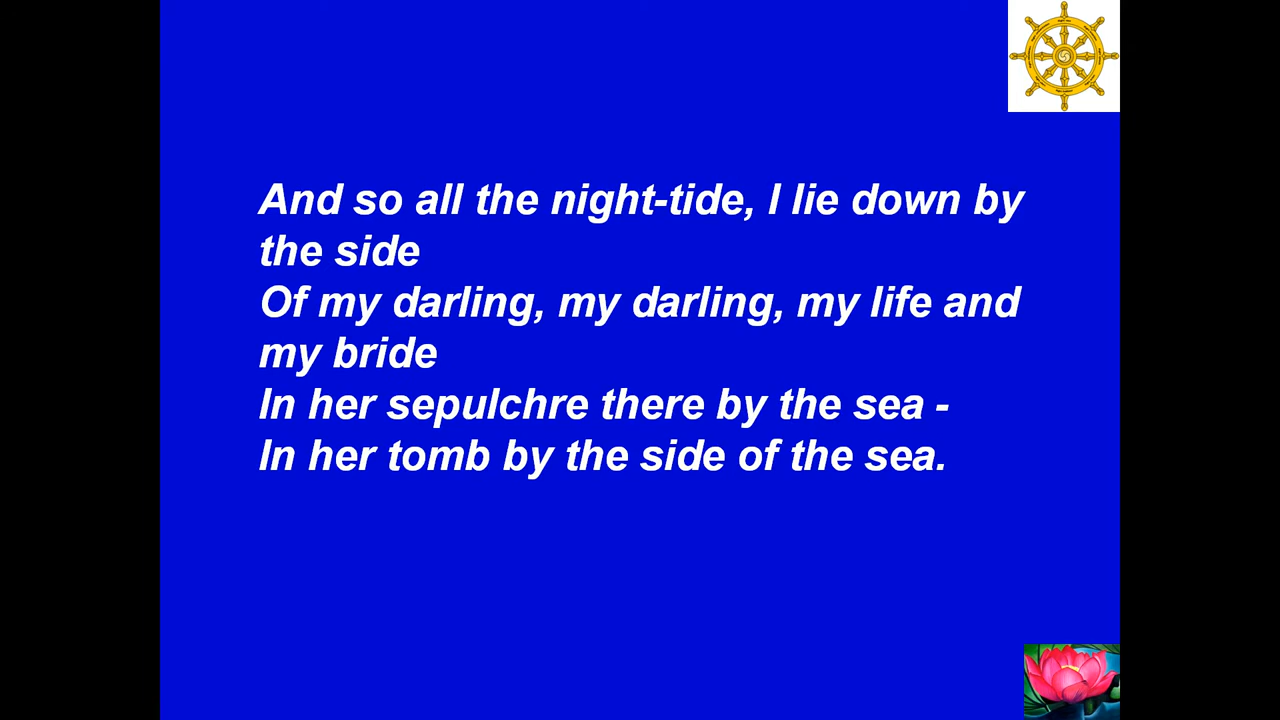 And so all the night-tide, I lie down by
the side
Of my darling, my darling, my life and
my bride
In her sepulchre there by the sea -
In her tomb by the side of the sea.